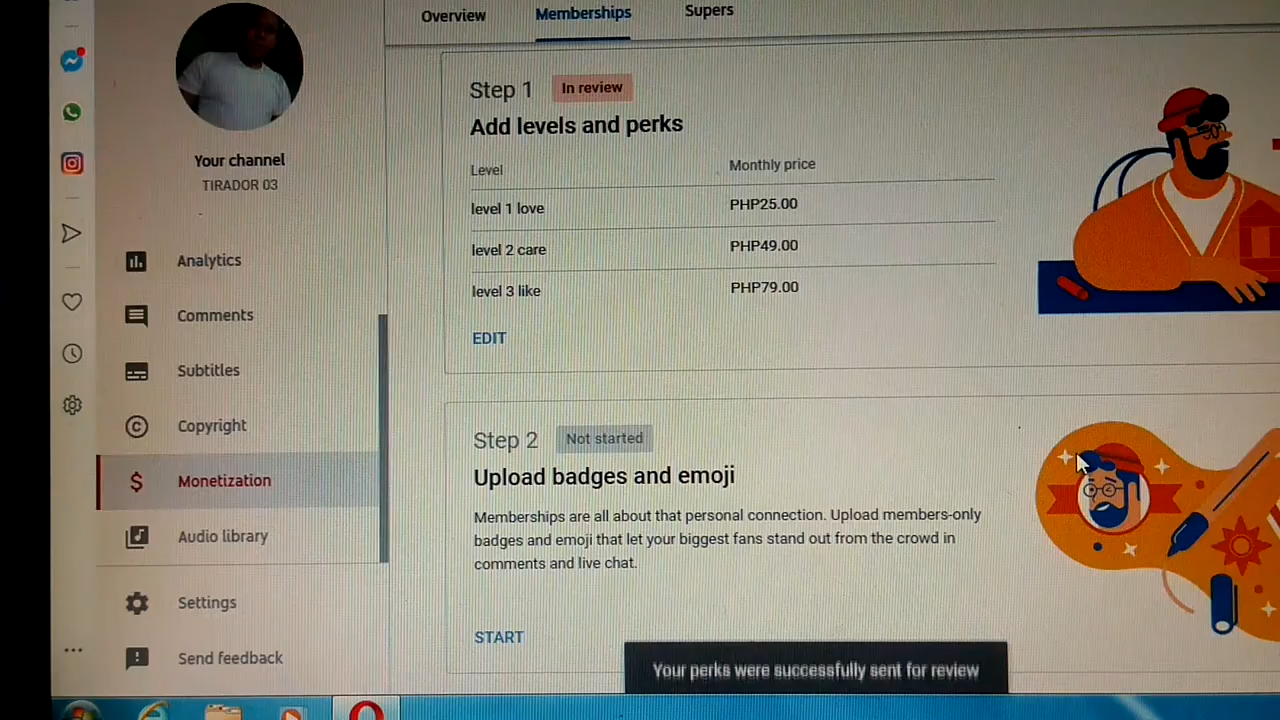 Overview
Memberships
Supers
Step 1
In review
Add levels and perks
Level
Monthly price
level 1 love
PHP25.00
level 2 care
PHP49.00
level 3 like
PHP79.00
EDIT
Your channel
TIRADOR 03
Analytics
Comments
Subtitles
Copyright
Monetization
Audio library
Settings
Send feedback
Step 2
Not started
Upload badges and emoji
Memberships are all about that personal connection. Upload members-only
badges and emoji that let your biggest fans stand out from the crowd in
comments and live chat.
START
Your perks were successfully sent for review